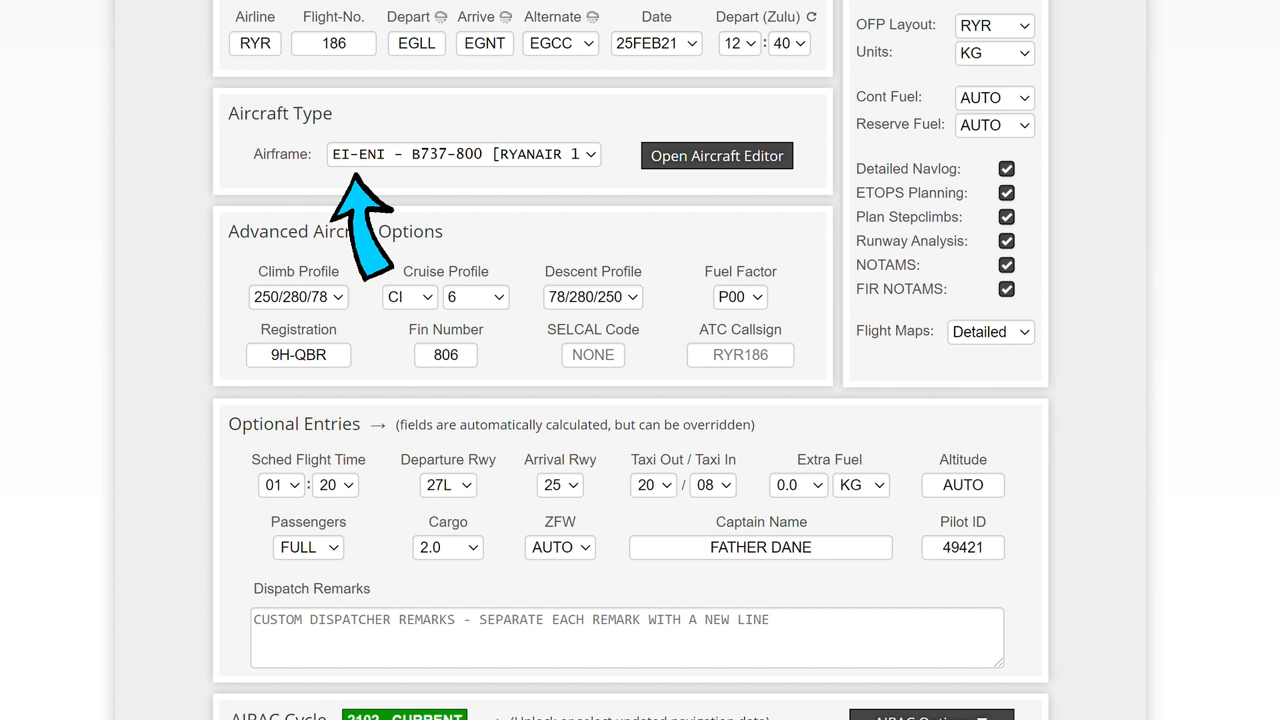 Airline Flight-No. Depart Arrive Alternate Date Depart (Zulu)
RYR 186 EGLL EGNT EGCC 25FEB21 12 : 40
OFP Layout: RYR
Units: KG
Cont Fuel: AUTO
Reserve Fuel: AUTO
Detailed Navlog:
ETOPS Planning:
Plan Stepclimbs:
Runway Analysis:
NOTAMS:
FIR NOTAMS:
Flight Maps: Detailed
Aircraft Type
Airframe: EI-ENI - B737-800 [RYANAIR 1 Open Aircraft Editor
Advanced Options
Climb Profile Cruise Profile Descent Profile Fuel Factor
250/280/78 CI 6 78/280/250 P00
Registration Fin Number SELCAL Code ATC Callsign
9H-QBR 806 NONE RYR186
Optional Entries → (fields are automatically calculated, but can be overridden)
Sched Flight Time Departure Rwy Arrival Rwy Taxi Out / Taxi In Extra Fuel Altitude
01 : 20 27L 25 20 / 08 0.0 KG AUTO
Passengers Cargo ZFW Captain Name Pilot ID
FULL 2.0 AUTO FATHER DANE 49421
Dispatch Remarks
CUSTOM DISPATCHER REMARKS - SEPARATE EACH REMARK WITH A NEW LINE
AIRAC Cycle 2102 - CURRENT